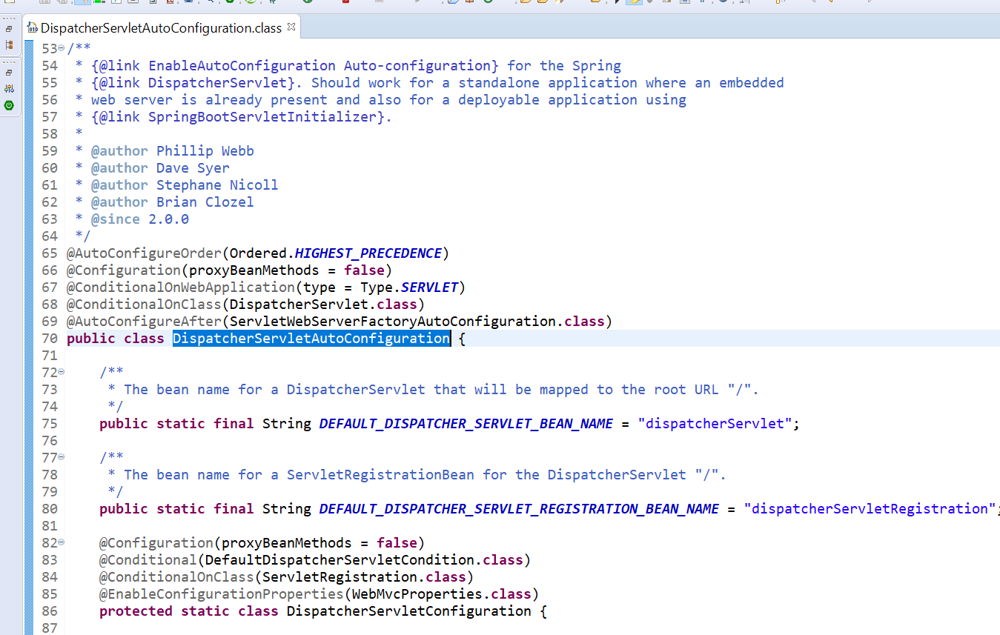 DispatcherServletAutoConfiguration.class
53 /**
54 * {@link EnableAutoConfiguration Auto-configuration} for the Spring
55 * {@link DispatcherServlet}. Should work for a standalone application where an embedded
56 * web server is already present and also for a deployable application using
57 * {@link SpringBootServletInitializer}.
58 *
59 * @author Phillip Webb
60 * @author Dave Syer
61 * @author Stephane Nicoll
62 * @author Brian Clozel
63 * @since 2.0.0
64 */
65 @AutoConfigureOrder(Ordered.HIGHEST_PRECEDENCE)
66 @Configuration(proxyBeanMethods = false)
67 @ConditionalOnWebApplication(type = Type.SERVLET)
68 @ConditionalOnClass(DispatcherServlet.class)
69 @AutoConfigureAfter(ServletWebServerFactoryAutoConfiguration.class)
70 public class DispatcherServletAutoConfiguration {
71
72 /**
73 * The bean name for a DispatcherServlet that will be mapped to the root URL "/".
74 */
75 public static final String DEFAULT_DISPATCHER_SERVLET_BEAN_NAME = "dispatcherServlet";
76
77 /**
78 * The bean name for a ServletRegistrationBean for the DispatcherServlet "/".
79 */
80 public static final String DEFAULT_DISPATCHER_SERVLET_REGISTRATION_BEAN_NAME = "dispatcherServletRegistration";
81
82 @Configuration(proxyBeanMethods = false)
83 @Conditional(DefaultDispatcherServletCondition.class)
84 @ConditionalOnClass(ServletRegistration.class)
85 @EnableConfigurationProperties(WebMvcProperties.class)
86 protected static class DispatcherServletConfiguration {
87